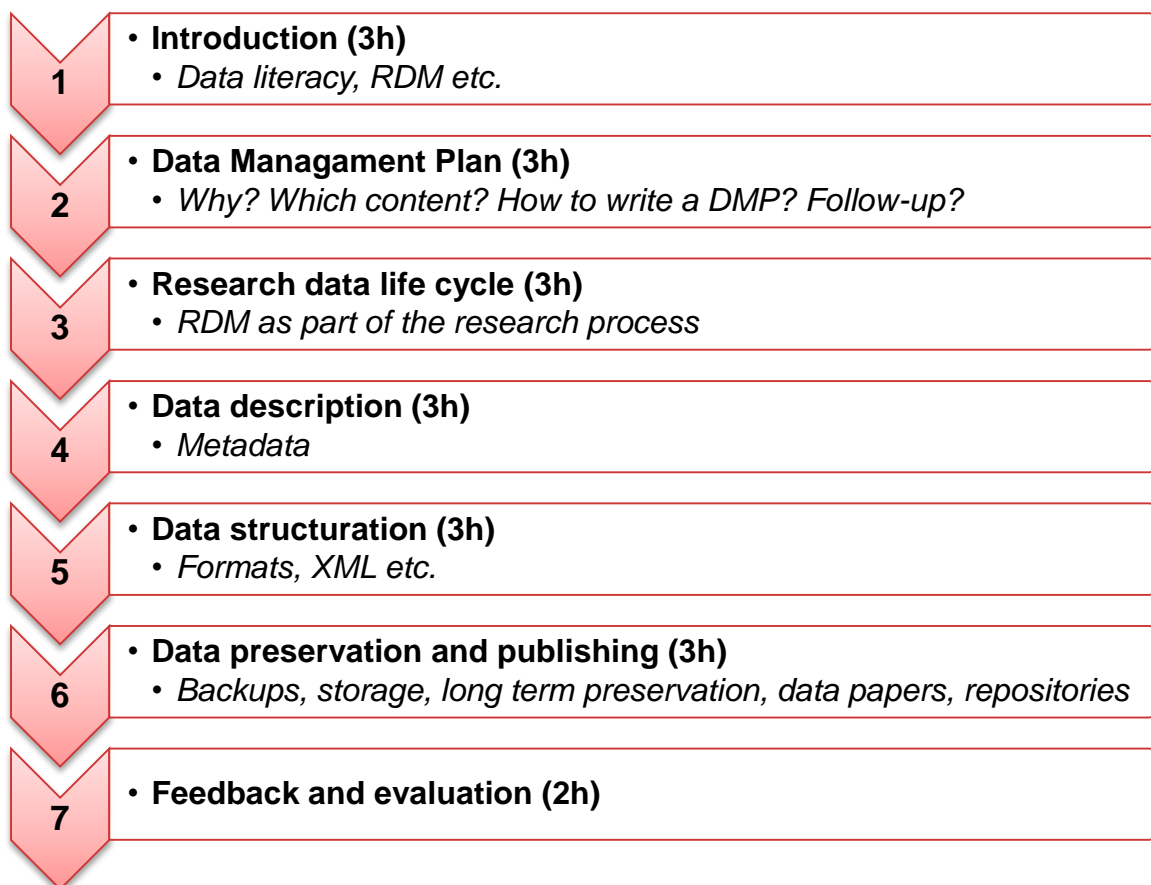 1
• Introduction (3h)
• Data literacy, RDM etc.
2
• Data Managament Plan (3h)
• Why? Which content? How to write a DMP? Follow-up?
3
• Research data life cycle (3h)
• RDM as part of the research process
4
• Data description (3h)
• Metadata
5
• Data structuration (3h)
• Formats, XML etc.
6
• Data preservation and publishing (3h)
• Backups, storage, long term preservation, data papers, repositories
7
• Feedback and evaluation (2h)